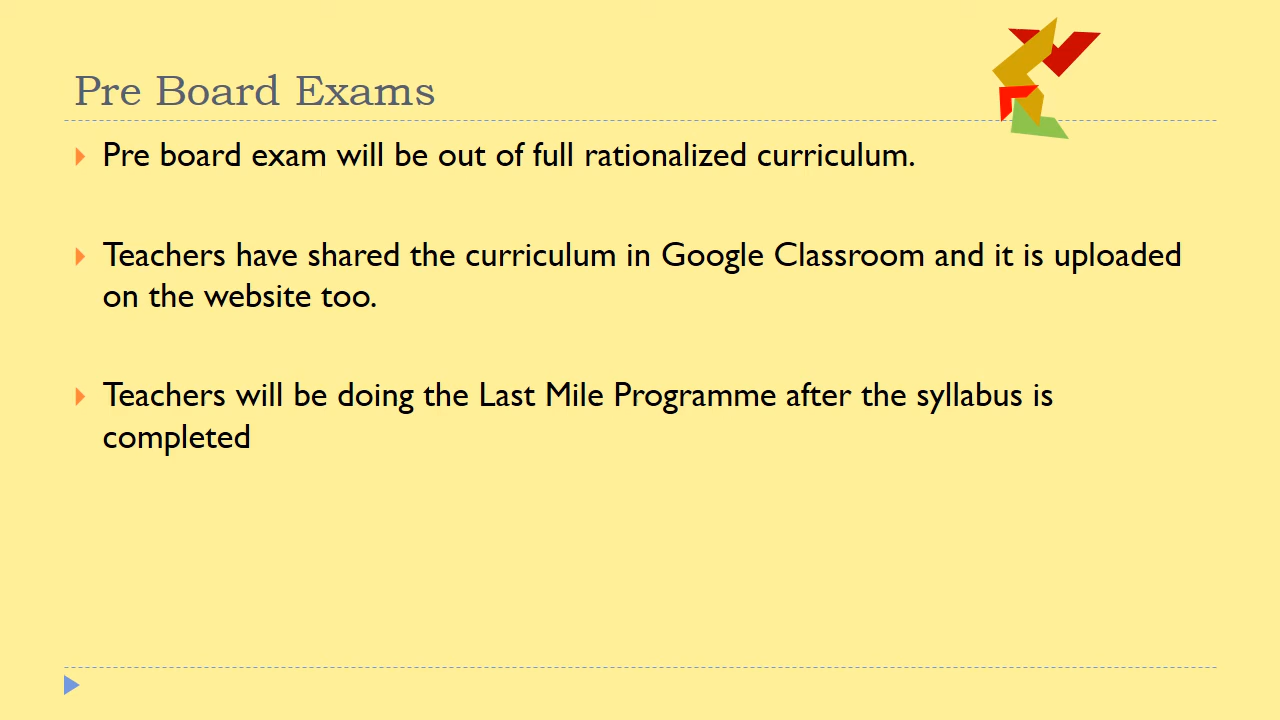 Pre Board Exams
Pre board exam will be out of full rationalized curriculum.
Teachers have shared the curriculum in Google Classroom and it is uploaded
on the website too.
Teachers will be doing the Last Mile Programme after the syllabus is
completed